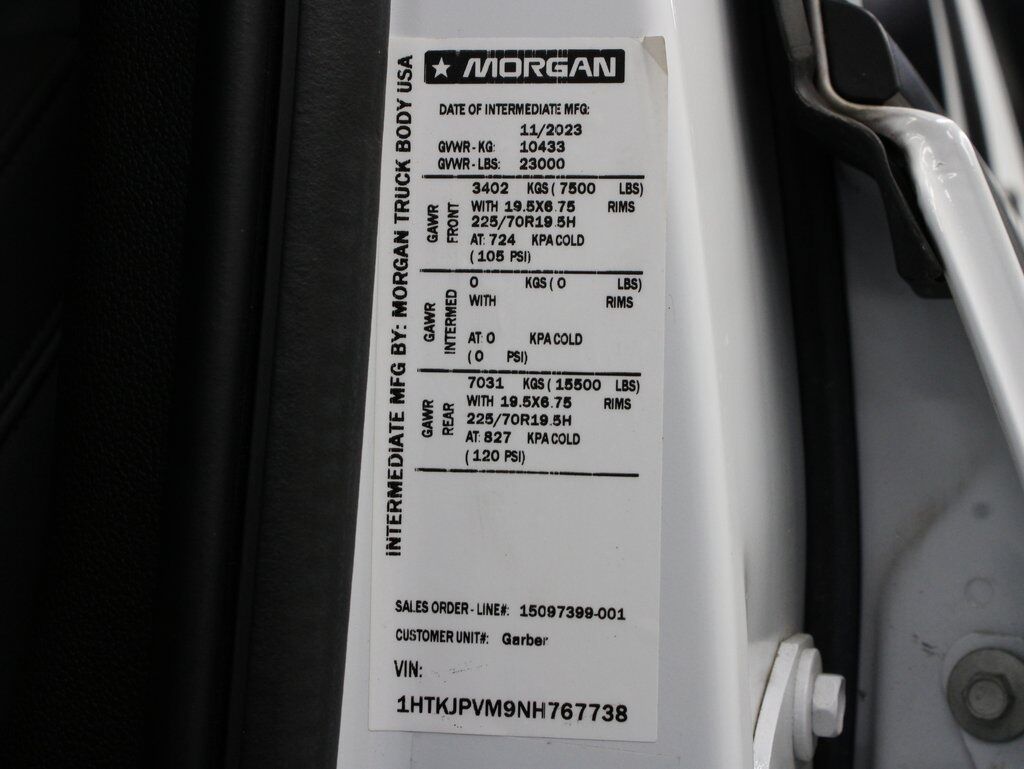 ★ MORGAN
INTERMEDIATE MFG BY: MORGAN TRUCK BODY USA
DATE OF INTERMEDIATE MFG:
11/2023
GVWR - KG: 10433
GVWR - LBS: 23000
GAWR FRONT
3402 KGS ( 7500 LBS)
WITH 19.5X6.75 RIMS
225/70R19.5H
AT: 724 KPA COLD
( 105 PSI)
GAWR INTERMED
0 KGS ( 0 LBS)
WITH RIMS
AT: 0 KPA COLD
( 0 PSI)
GAWR REAR
7031 KGS ( 15500 LBS)
WITH 19.5X6.75 RIMS
225/70R19.5H
AT: 827 KPA COLD
( 120 PSI)
SALES ORDER - LINE#: 15097399-001
CUSTOMER UNIT#: Garber
VIN:
1HTKJPVM9NH767738